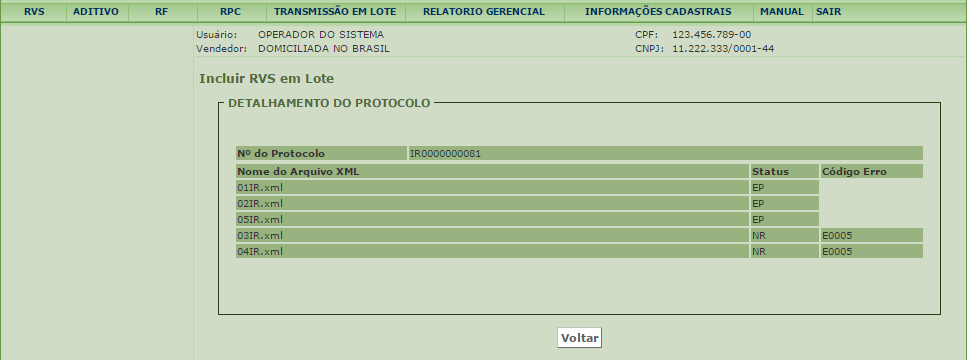 RVS ADITIVO RF RPC TRANSMISSÃO EM LOTE RELATORIO GERENCIAL INFORMAÇÕES CADASTRAIS MANUAL SAIR
Usuário: OPERADOR DO SISTEMA CPF: 123.456.789-00
Vendedor: DOMICILIADA NO BRASIL CNPJ: 11.222.333/0001-44
Incluir RVS em Lote
DETALHAMENTO DO PROTOCOLO
Nº do Protocolo IR0000000081
Nome do Arquivo XML Status Código Erro
01IR.xml EP
02IR.xml EP
05IR.xml EP
03IR.xml NR E0005
04IR.xml NR E0005
Voltar